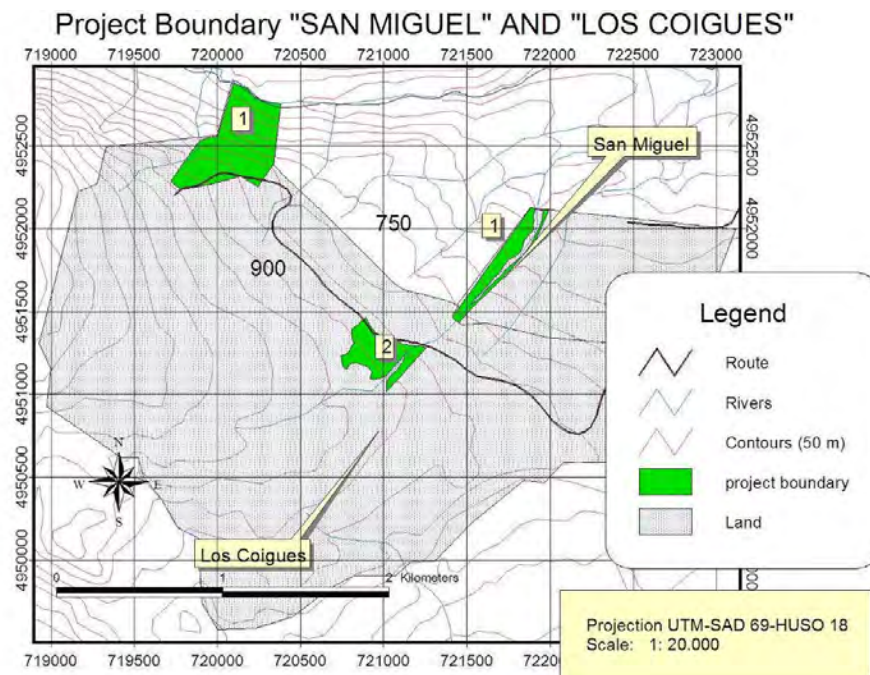 Project Boundary "SAN MIGUEL" AND "LOS COIGUES"
719000 719500 720000 720500 721000 721500 722000 722500 723000
1
4952500
4952500
San Miguel
1
750
4952000
4952000
900
4951500
Legend
2
Route
4951000
Rivers
Contours (50 m)
N
W
E
S
4950500
project boundary
Land
Los Coigues
4950000
0 1 2 Kilometers
Projection UTM-SAD 69-HUSO 18
Scale: 1: 20.000
719000 719500 720000 720500 721000 721500